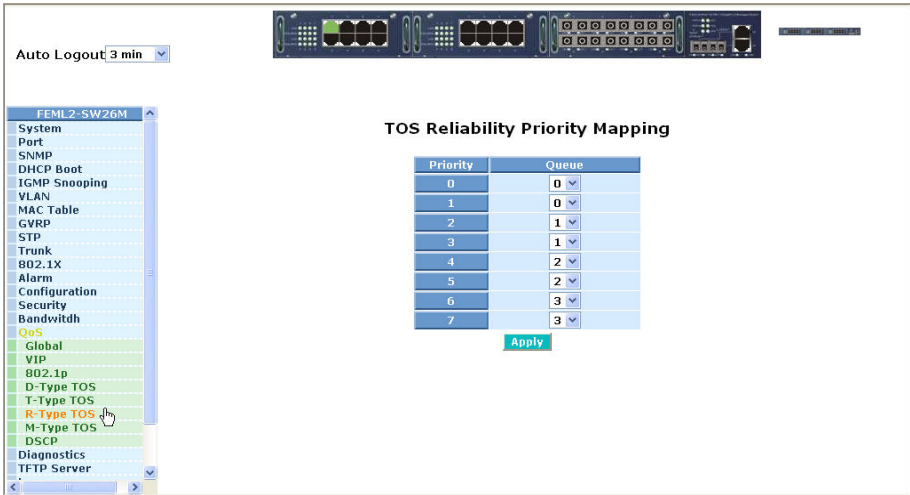 Auto Logout 3 min
FEML2-SW26M
System
Port
SNMP
DHCP Boot
IGMP Snooping
VLAN
MAC Table
GVRP
STP
Trunk
802.1X
Alarm
Configuration
Security
Bandwitdh
QoS
Global
VIP
802.1p
D-Type TOS
T-Type TOS
R-Type TOS
M-Type TOS
DSCP
Diagnostics
TFTP Server
TOS Reliability Priority Mapping
Priority Queue
0 0
1 0
2 1
3 1
4 2
5 2
6 3
7 3
Apply